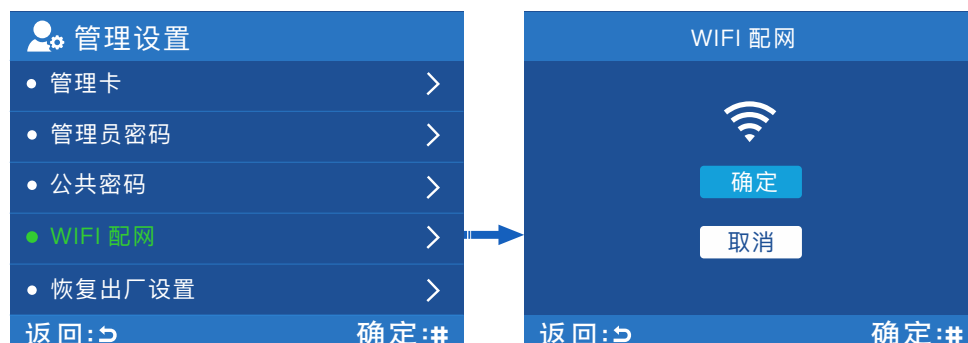 管理设置
管理卡
管理员密码
公共密码
WIFI 配网
恢复出厂设置
返回: 确定:#
WIFI 配网
确定
取消
返回: 确定:#